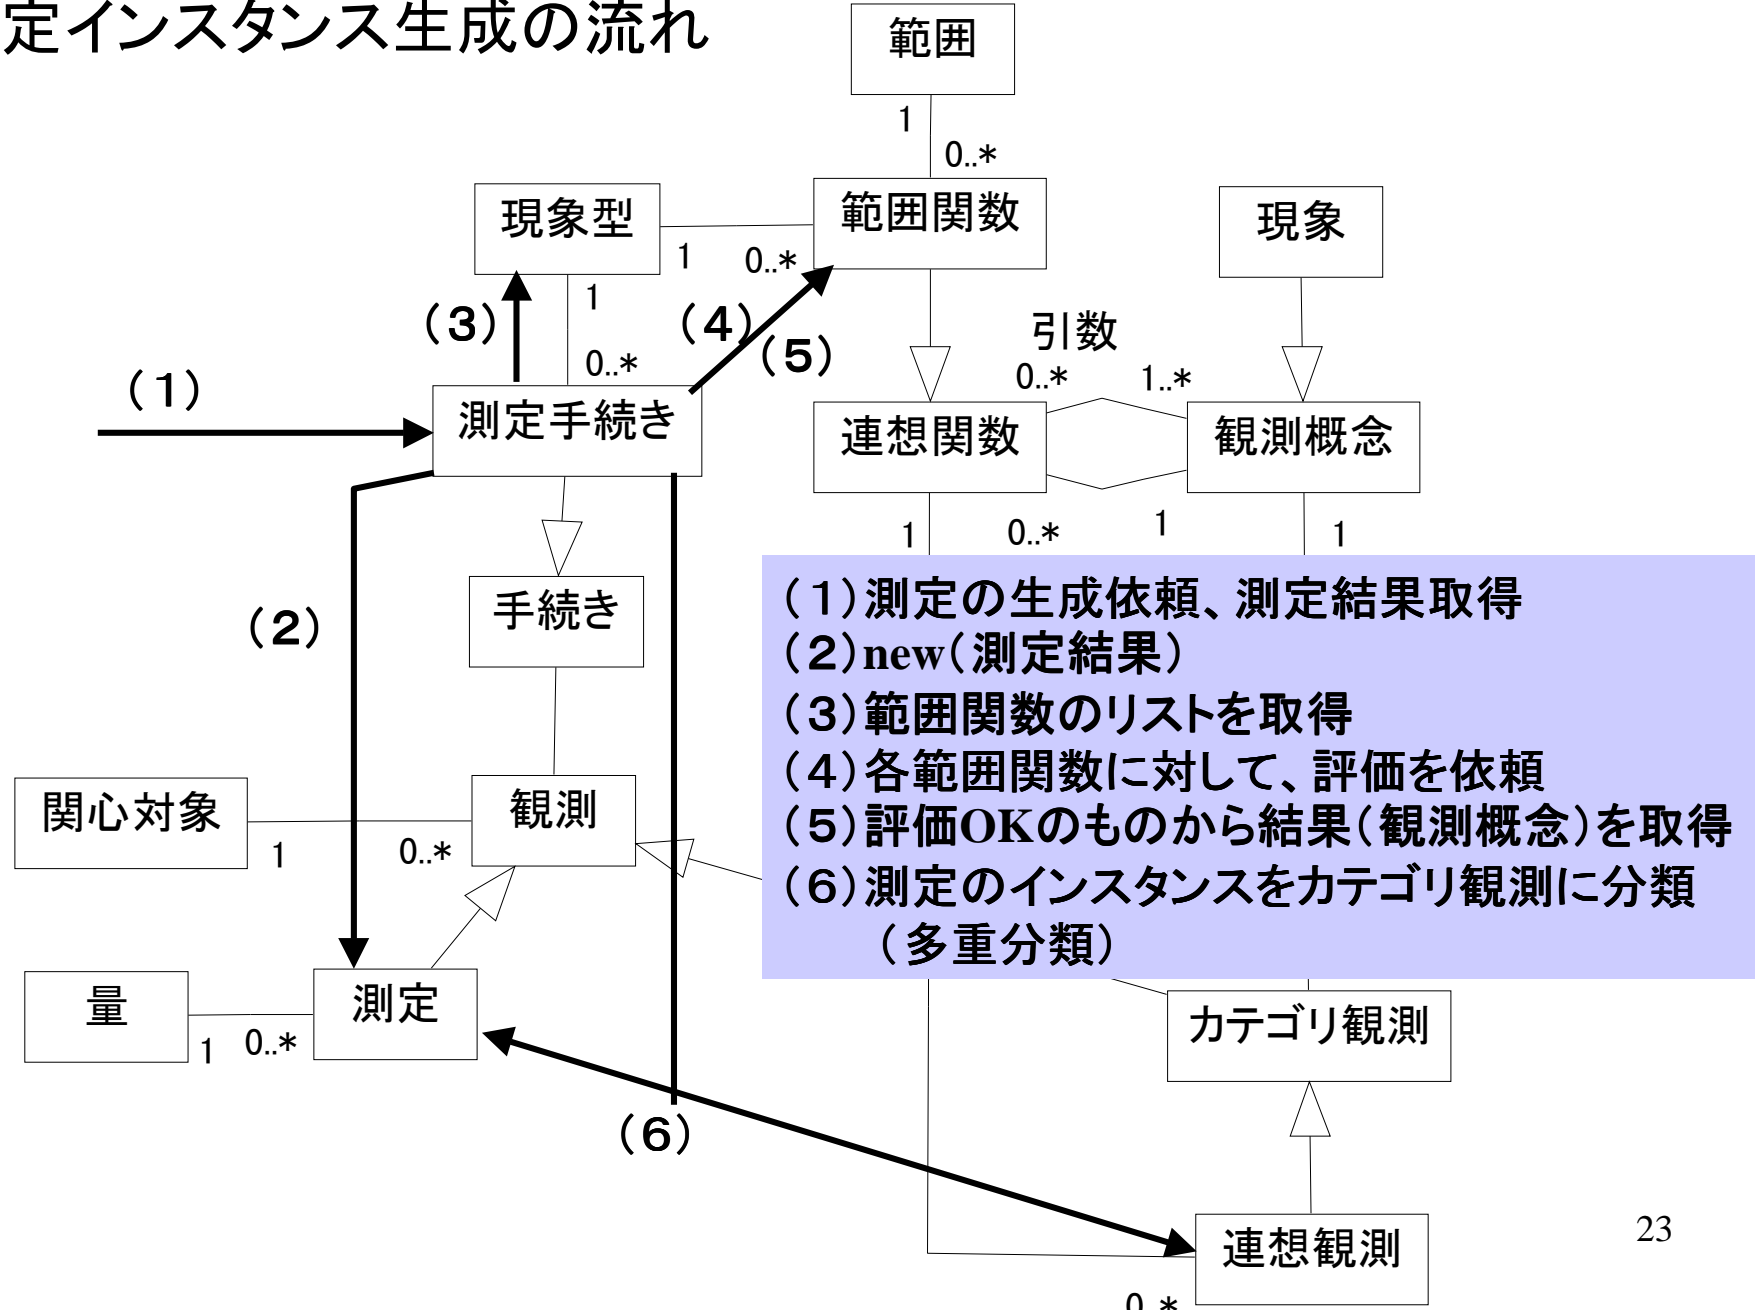 定インスタンス生成の流れ
範囲
1
0..*
現象型
範囲関数
現象
1
0..*
(3)
1
(4)
(5)
引数
0..*
0..*
1..*
(1)
測定手続き
連想関数
観測概念
1
0..*
1
1
(2)
手続き
(1)測定の生成依頼、測定結果取得
(2)new(測定結果)
(3)範囲関数のリストを取得
(4)各範囲関数に対して、評価を依頼
(5)評価OKのものから結果(観測概念)を取得
(6)測定のインスタンスをカテゴリ観測に分類
(多重分類)
関心対象
観測
1
0..*
量
測定
カテゴリ観測
1
0..*
(6)
連想観測
23
0..*